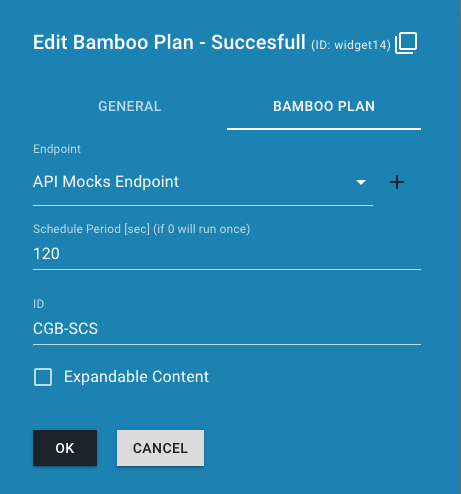 Edit Bamboo Plan - Succesfull (ID: widget14)
GENERAL BAMBOO PLAN
Endpoint
API Mocks Endpoint
Schedule Period [sec] (if 0 will run once)
120
ID
CGB-SCS
Expandable Content
OK CANCEL